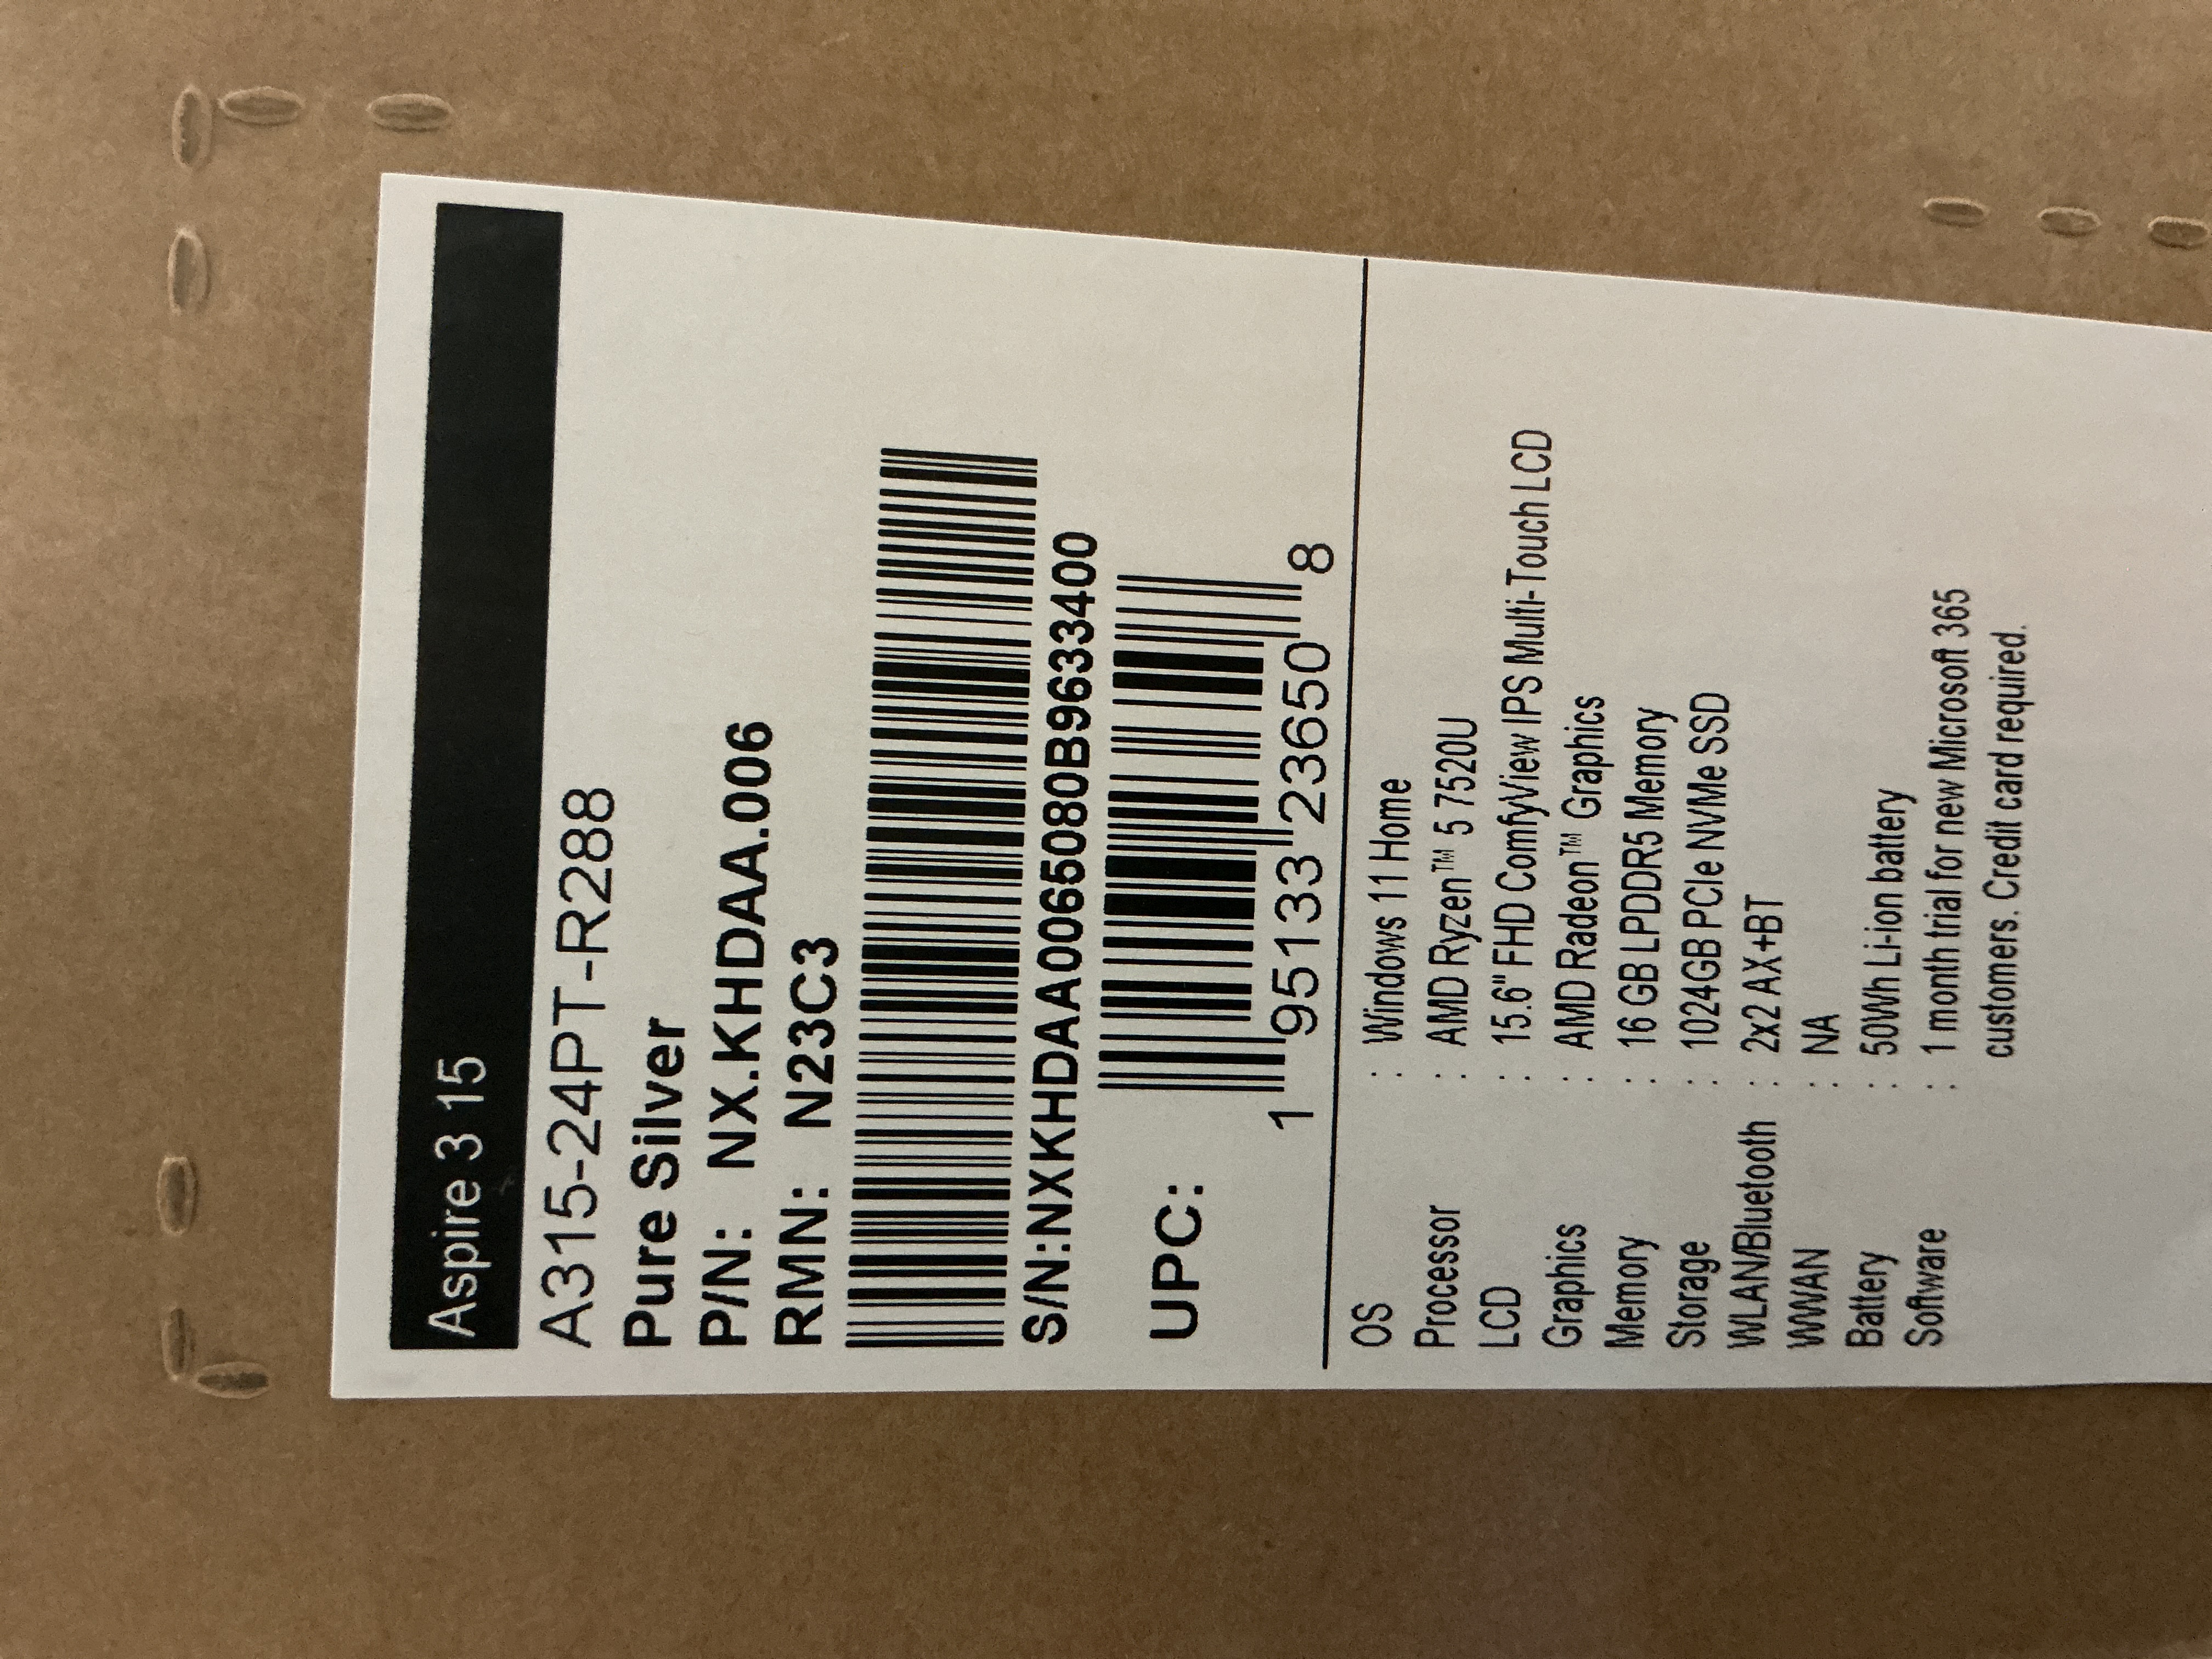 Aspire 3 15
A315-24PT-R288
Pure Silver
P/N: NX.KHDAA.006
RMN: N23C3
S/N:NXKHDAA0065080B9633400
UPC:
1 95133 23650 8
OS : Windows 11 Home
Processor : AMD Ryzen™ 5 7520U
LCD : 15.6" FHD ComfyView IPS Multi-Touch LCD
Graphics : AMD Radeon™ Graphics
Memory : 16 GB LPDDR5 Memory
Storage : 1024GB PCIe NVMe SSD
WLAN/Bluetooth : 2x2 AX+BT
WWAN : NA
Battery : 50Wh Li-ion battery
Software : 1 month trial for new Microsoft 365
customers. Credit card required.